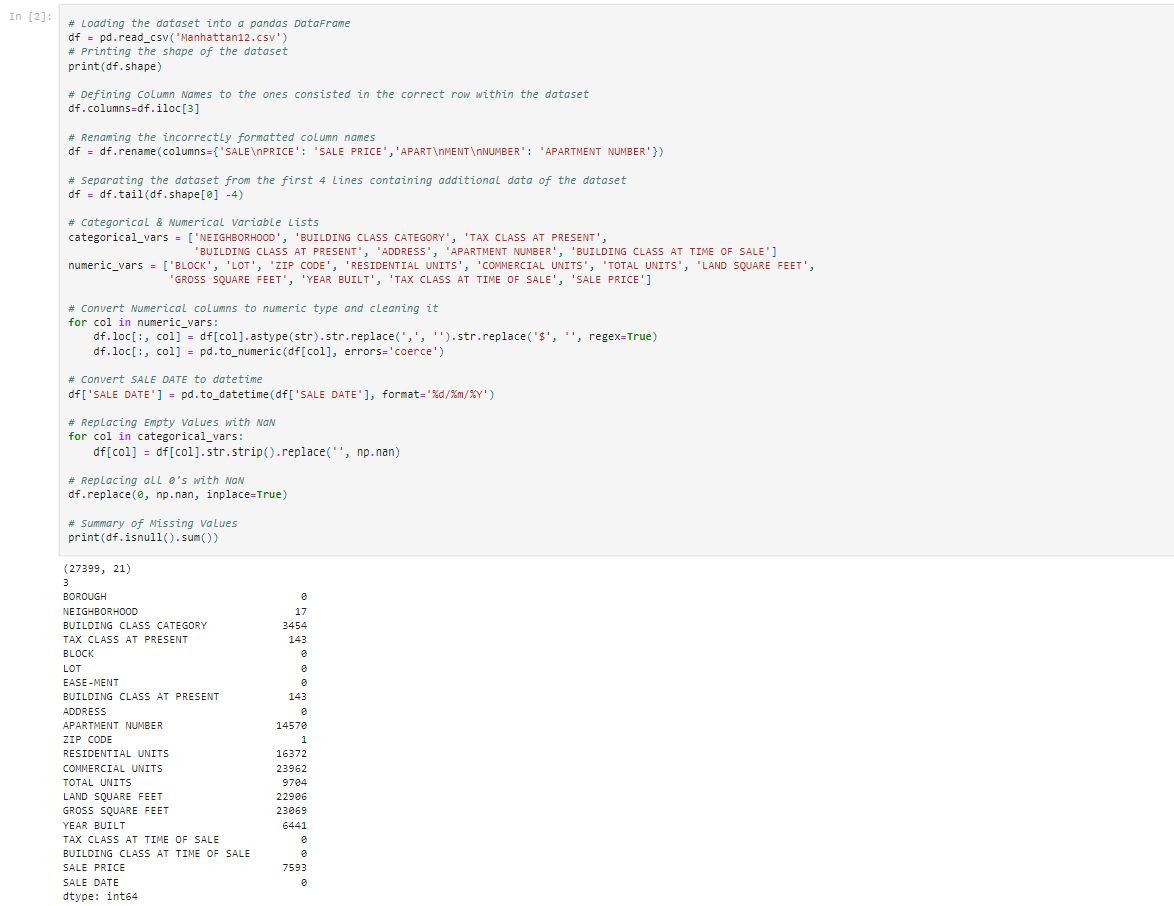 In [2]:
# Loading the dataset into a pandas DataFrame
df = pd.read_csv('Manhattan12.csv')
# Printing the shape of the dataset
print(df.shape)
# Defining Column Names to the ones consisted in the correct row within the dataset
df.columns=df.iloc[3]
# Renaming the incorrectly formatted column names
df = df.rename(columns={'SALE\nPRICE': 'SALE PRICE','APART\nMENT\nNUMBER': 'APARTMENT NUMBER'})
# Separating the dataset from the first 4 lines containing additional data of the dataset
df = df.tail(df.shape[0] -4)
# Categorical & Numerical Variable Lists
categorical_vars = ['NEIGHBORHOOD', 'BUILDING CLASS CATEGORY', 'TAX CLASS AT PRESENT',
'BUILDING CLASS AT PRESENT', 'ADDRESS', 'APARTMENT NUMBER', 'BUILDING CLASS AT TIME OF SALE']
numeric_vars = ['BLOCK', 'LOT', 'ZIP CODE', 'RESIDENTIAL UNITS', 'COMMERCIAL UNITS', 'TOTAL UNITS', 'LAND SQUARE FEET',
'GROSS SQUARE FEET', 'YEAR BUILT', 'TAX CLASS AT TIME OF SALE', 'SALE PRICE']
# Convert Numerical columns to numeric type and cleaning it
for col in numeric_vars:
df.loc[:, col] = df[col].astype(str).str.replace(',', '').str.replace('$', '', regex=True)
df.loc[:, col] = pd.to_numeric(df[col], errors='coerce')
# Convert SALE DATE to datetime
df['SALE DATE'] = pd.to_datetime(df['SALE DATE'], format='%d/%m/%Y')
# Replacing Empty Values with NaN
for col in categorical_vars:
df[col] = df[col].str.strip().replace('', np.nan)
# Replacing all 0's with NaN
df.replace(0, np.nan, inplace=True)
# Summary of Missing Values
print(df.isnull().sum())
(27399, 21)
3
BOROUGH 0
NEIGHBORHOOD 17
BUILDING CLASS CATEGORY 3454
TAX CLASS AT PRESENT 143
BLOCK 0
LOT 0
EASE-MENT 0
BUILDING CLASS AT PRESENT 143
ADDRESS 0
APARTMENT NUMBER 14570
ZIP CODE 1
RESIDENTIAL UNITS 16372
COMMERCIAL UNITS 23962
TOTAL UNITS 9704
LAND SQUARE FEET 22906
GROSS SQUARE FEET 23069
YEAR BUILT 6441
TAX CLASS AT TIME OF SALE 0
BUILDING CLASS AT TIME OF SALE 0
SALE PRICE 7593
SALE DATE 0
dtype: int64